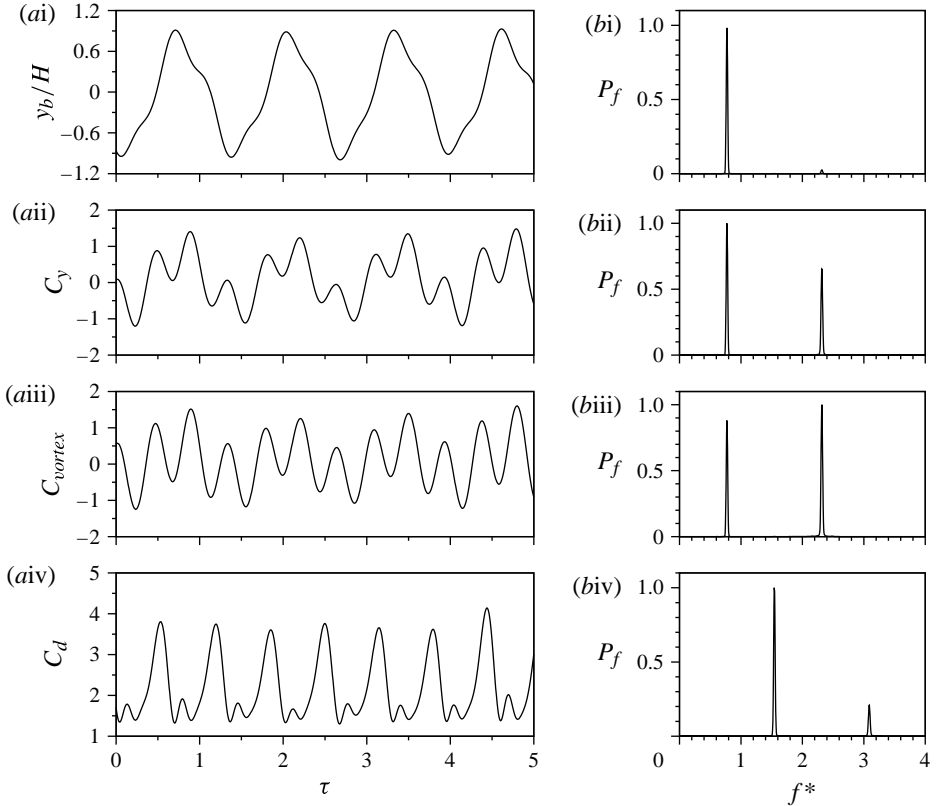 (ai)
1.2
0.6
0
–0.6
–1.2
y_b/H
(bi)
1.0
0.5
0
P_f
(aii)
2
1
0
–1
–2
C_y
(bii)
1.0
0.5
0
P_f
(aiii)
2
1
0
–1
–2
C_vortex
(biii)
1.0
0.5
0
P_f
(aiv)
5
4
3
2
1
C_d
0 1 2 3 4 5
τ
(biv)
1.0
0.5
0
P_f
1 2 3 4
f*